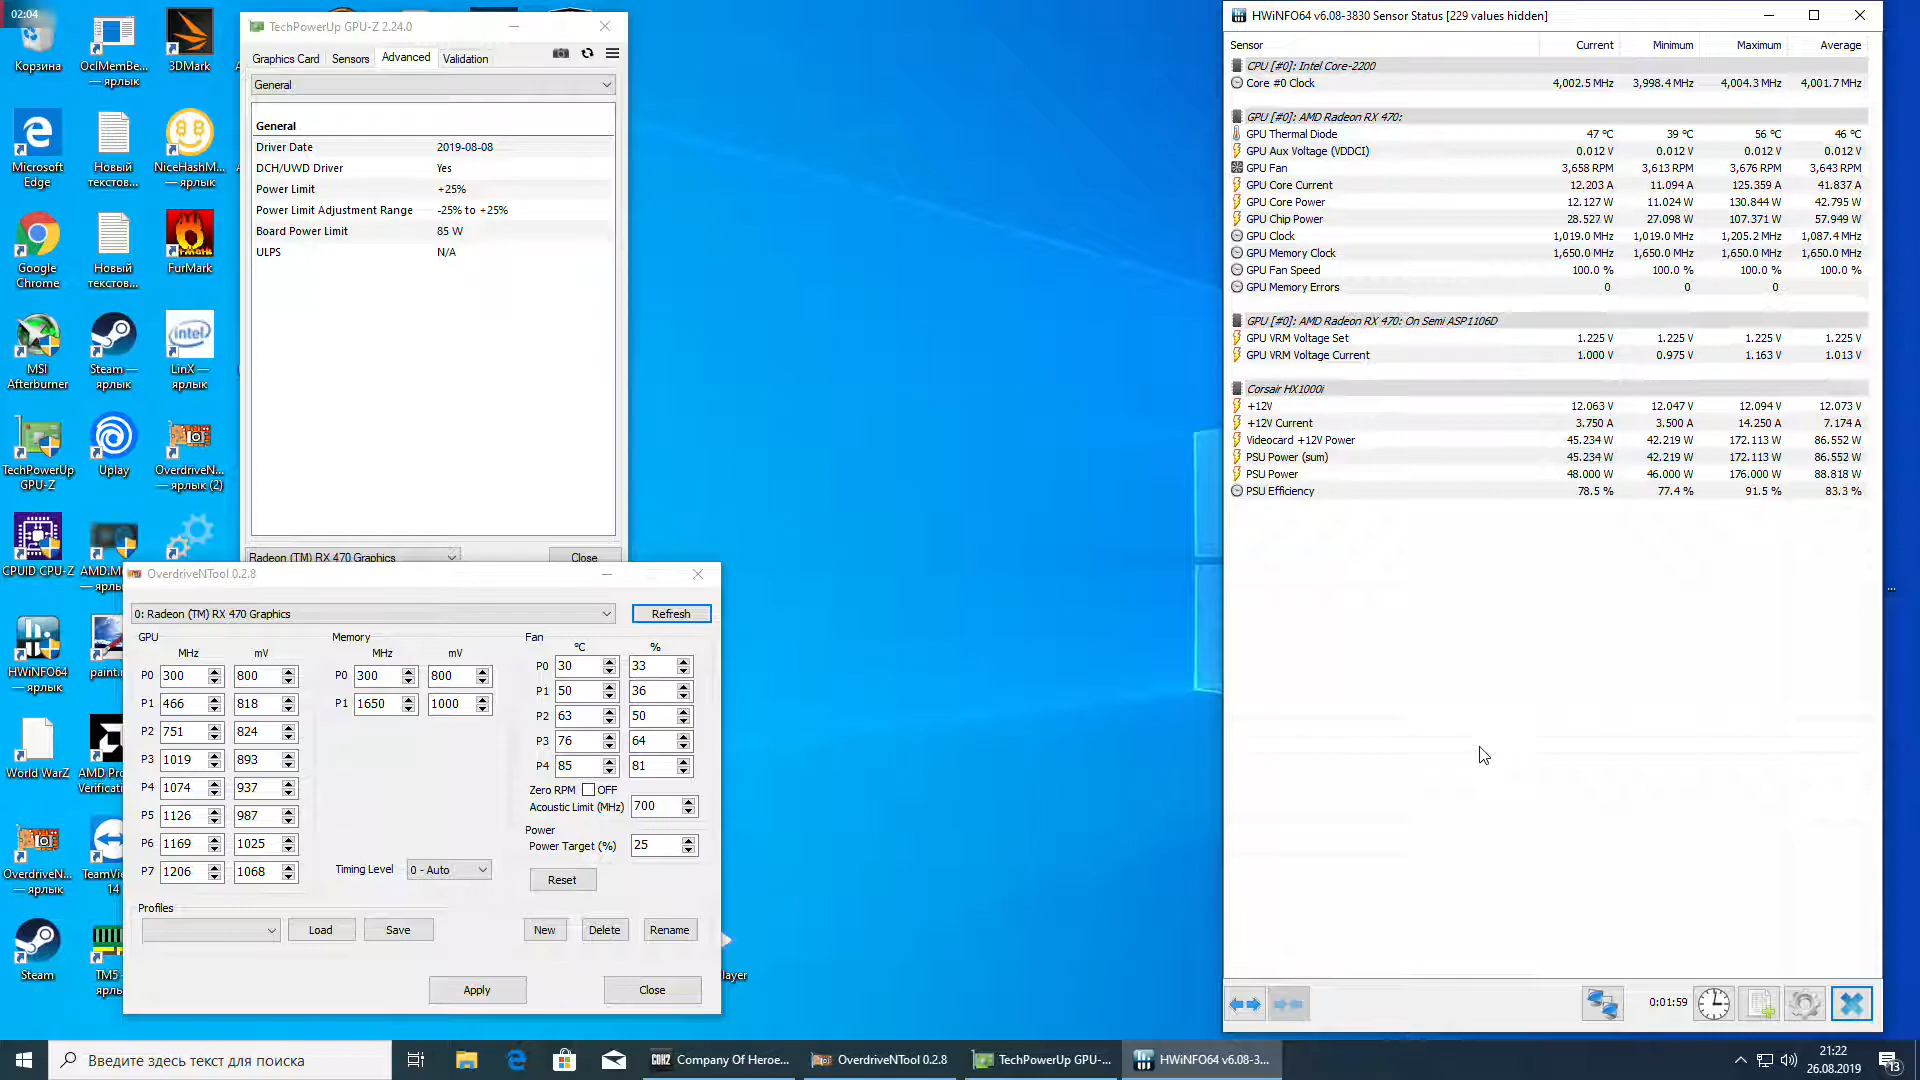 02:04
Корзина
OclMemBe...
— ярлык
3DMark
Microsoft
Edge
Новый
текстов...
NiceHashM...
— ярлык
Google
Chrome
Новый
текстов...
FurMark
MSI
Afterburner
Steam —
ярлык
LinX —
ярлык
TechPowerUp
GPU-Z
Uplay
OverdriveN...
— ярлык (2)
CPUID CPU-Z
AMD.M
— ярлы
HWiNFO64
— ярлык
paint.
World WarZ
AMD Pro
Verificati
OverdriveN...
— ярлык
TeamVie
14
Steam
TM5
ярлы
layer
TechPowerUp GPU-Z 2.24.0
Graphics Card Sensors Advanced Validation
General
General
Driver Date 2019-08-08
DCH/UWD Driver Yes
Power Limit +25%
Power Limit Adjustment Range -25% to +25%
Board Power Limit 85 W
ULPS N/A
Radeon (TM) RX 470 Graphics Close
OverdriveNTool 0.2.8
0: Radeon (TM) RX 470 Graphics Refresh
GPU Memory Fan
MHz mV MHz mV °C %
P0 300 800 P0 300 800 P0 30 33
P1 466 818 P1 1650 1000 P1 50 36
P2 751 824 P2 63 50
P3 1019 893 P3 76 64
P4 1074 937 P4 85 81
P5 1126 987 Zero RPM OFF
Acoustic Limit (MHz) 700
Power
P6 1169 1025 Power Target (%) 25
P7 1206 1068 Timing Level 0 - Auto Reset
Profiles
Load Save New Delete Rename
Apply Close
HWiNFO64 v6.08-3830 Sensor Status [229 values hidden]
Sensor Current Minimum Maximum Average
CPU [#0]: Intel Core-2200
Core #0 Clock 4,002.5 MHz 3,998.4 MHz 4,004.3 MHz 4,001.7 MHz
GPU [#0]: AMD Radeon RX 470:
GPU Thermal Diode 47 °C 39 °C 56 °C 46 °C
GPU Aux Voltage (VDDCI) 0.012 V 0.012 V 0.012 V 0.012 V
GPU Fan 3,658 RPM 3,613 RPM 3,676 RPM 3,643 RPM
GPU Core Current 12.203 A 11.094 A 125.359 A 41.837 A
GPU Core Power 12.127 W 11.024 W 130.844 W 42.795 W
GPU Chip Power 28.527 W 27.098 W 107.371 W 57.949 W
GPU Clock 1,019.0 MHz 1,019.0 MHz 1,205.2 MHz 1,087.4 MHz
GPU Memory Clock 1,650.0 MHz 1,650.0 MHz 1,650.0 MHz 1,650.0 MHz
GPU Fan Speed 100.0 % 100.0 % 100.0 % 100.0 %
GPU Memory Errors 0 0 0
GPU [#0]: AMD Radeon RX 470: On Semi ASP1106D
GPU VRM Voltage Set 1.225 V 1.225 V 1.225 V 1.225 V
GPU VRM Voltage Current 1.000 V 0.975 V 1.163 V 1.013 V
Corsair HX1000i
+12V 12.063 V 12.047 V 12.094 V 12.073 V
+12V Current 3.750 A 3.500 A 14.250 A 7.174 A
Videocard +12V Power 45.234 W 42.219 W 172.113 W 86.552 W
PSU Power (sum) 45.234 W 42.219 W 172.113 W 86.552 W
PSU Power 48.000 W 46.000 W 176.000 W 88.818 W
PSU Efficiency 78.5 % 77.4 % 91.5 % 83.3 %
0:01:59
Введите здесь текст для поиска
Company Of Heroe...
OverdriveNTool 0.2.8
TechPowerUp GPU-...
HWiNFO64 v6.08-3...
21:22
26.08.2019
13